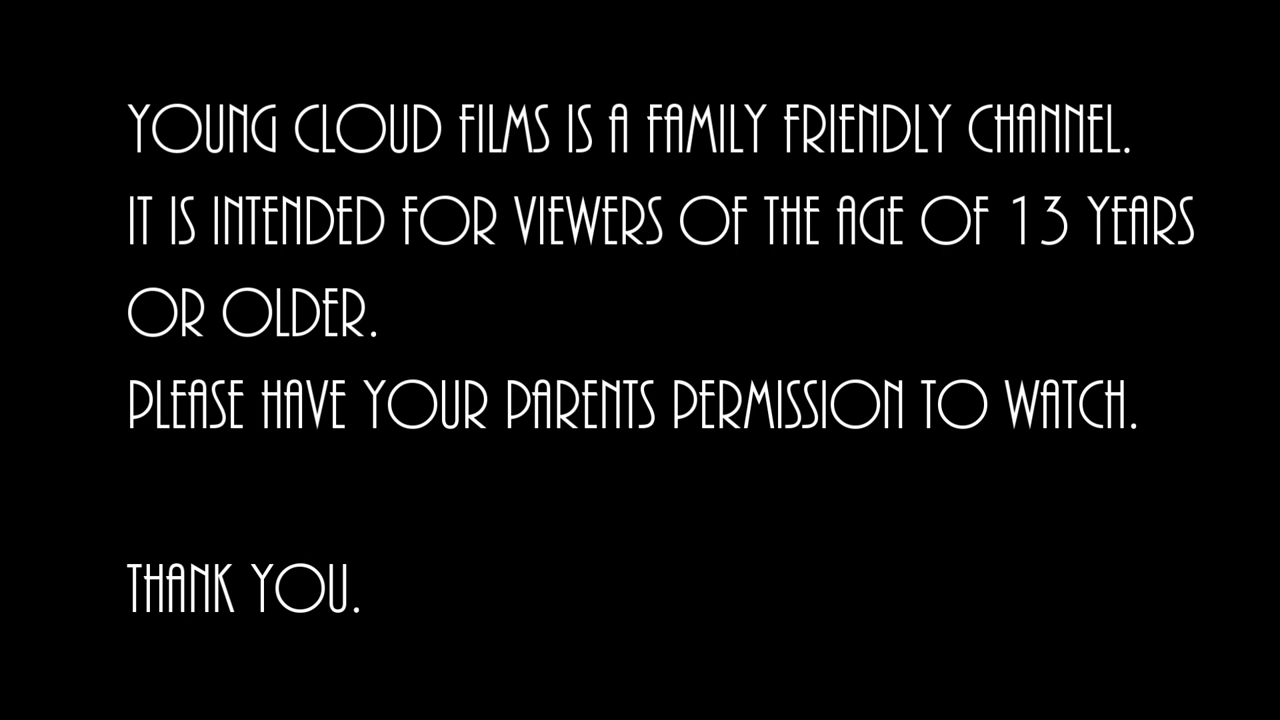 YOUNG CLOUD FILMS IS A FAMILY FRIENDLY CHANNEL.
IT IS INTENDED FOR VIEWERS OF THE AGE OF 13 YEARS
OR OLDER.
PLEASE HAVE YOUR PARENTS PERMISSION TO WATCH.
THANK YOU.